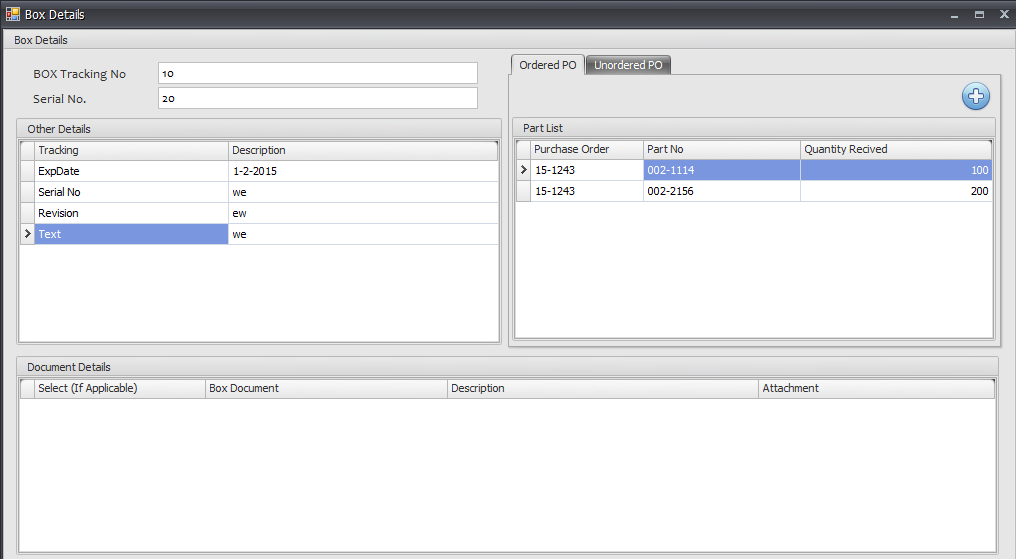 Box Details
Box Details
BOX Tracking No 10
Serial No. 20
Other Details
Tracking Description
ExpDate 1-2-2015
Serial No we
Revision ew
Text we
Ordered PO Unordered PO
Part List
Purchase Order Part No Quantity Recived
15-1243 002-1114 100
15-1243 002-2156 200
Document Details
Select (If Applicable) Box Document Description Attachment